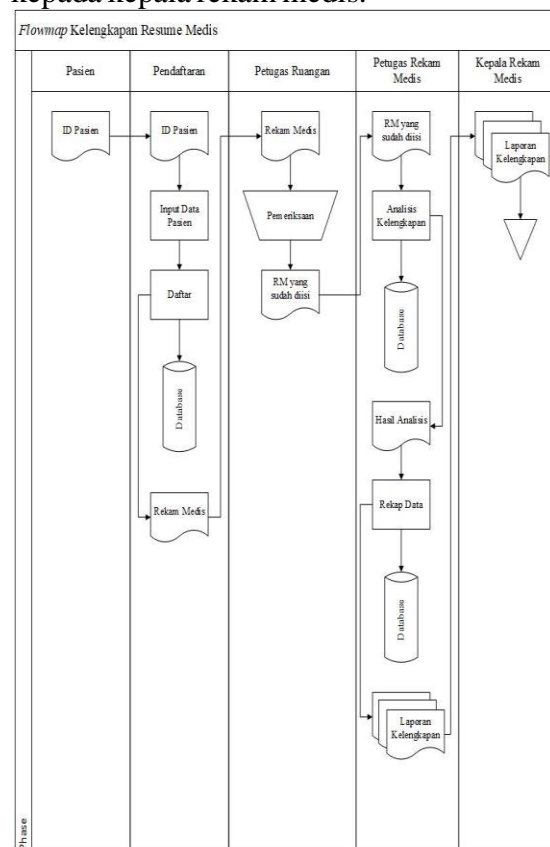 kepada kepala rekam medis.
Flowmap Kelengkapan Resume Medis
Pasien
Pendaftaran
Petugas Ruangan
Petugas Rekam
Medis
Kepala Rekam
Medis
ID Pasien
ID Pasien
Input Data
Pasien
Daftar
Database
Rekam Medis
Rekam Medis
Pemeriksaan
RM yang
sudah diisi
RM yang
sudah diisi
Analisis
Kelengkapan
Database
Hasil Analisis
Rekap Data
Database
Laporan
Kelengkapan
Laporan
Kelengkapan
Phase